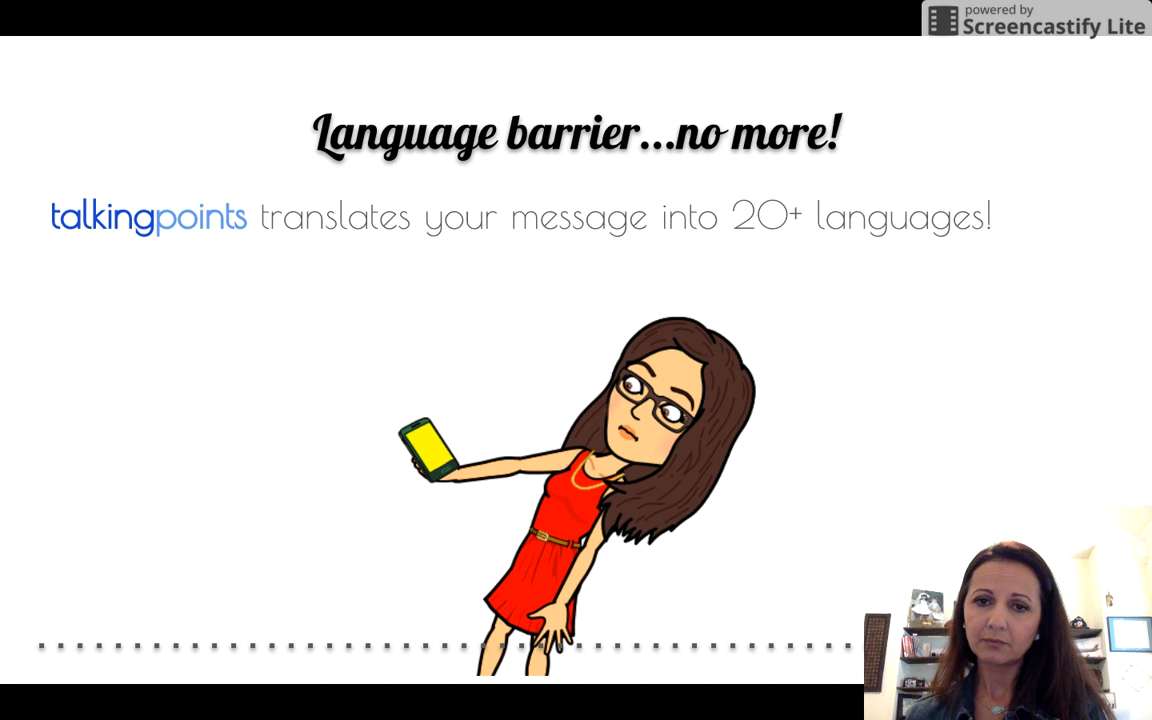 powered by
Screencastify Lite
Language barrier...no more!
talkingpoints translates your message into 20+ languages!